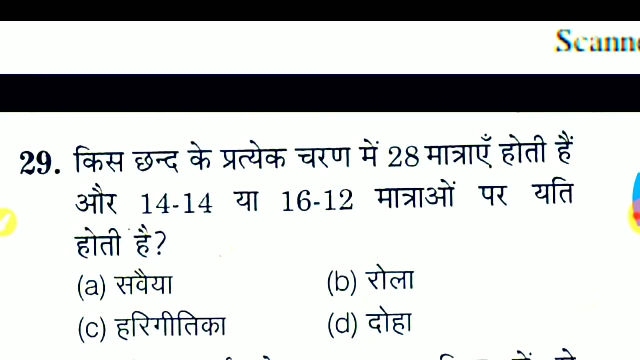 Scann
29. किस छन्द के प्रत्येक चरण में 28 मात्राएँ होती हैं
और 14-14 या 16-12 मात्राओं पर यति
होती है?
(a) सवैया (b) रोला
(c) हरिगीतिका (d) दोहा